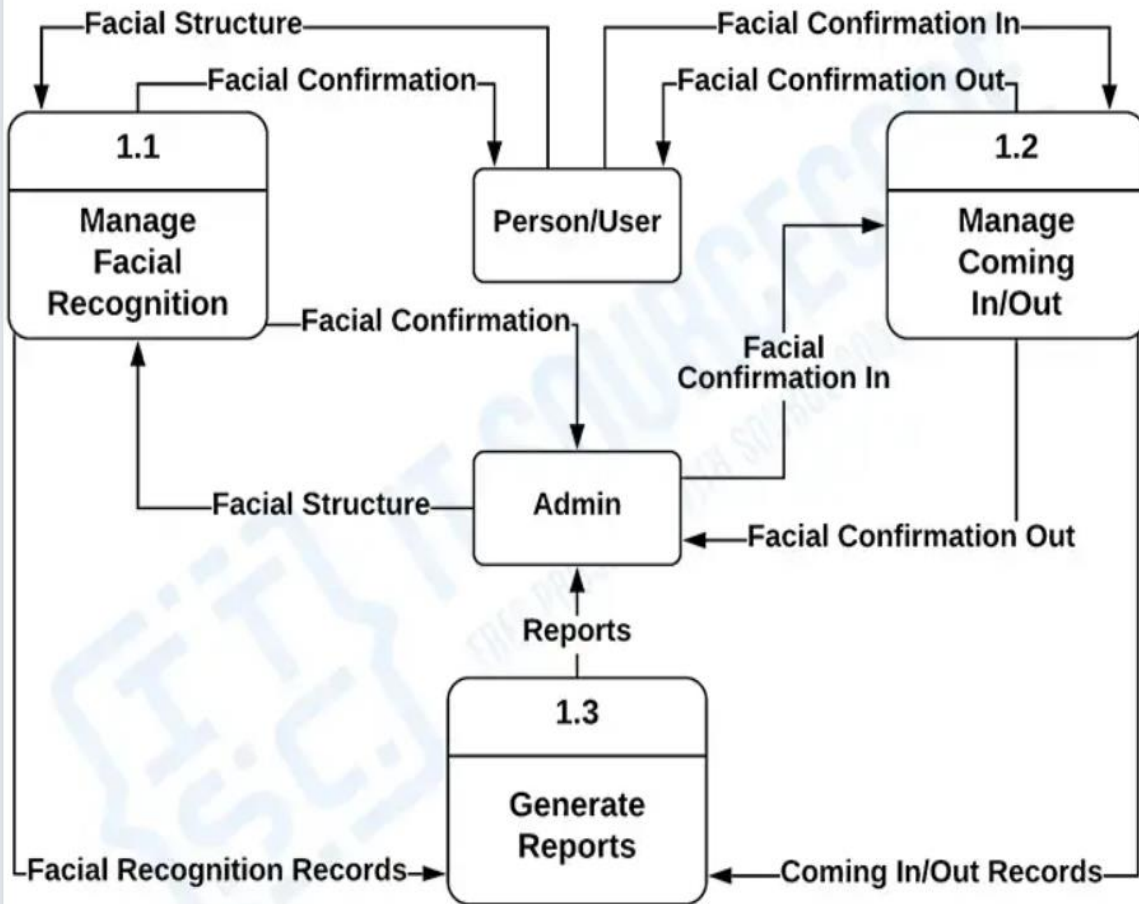 Facial Structure
Facial Confirmation In
Facial Confirmation
Facial Confirmation Out
1.1
Manage
Facial
Recognition
Person/User
1.2
Manage
Coming
In/Out
Facial Confirmation
Facial
Confirmation In
Facial Structure
Admin
Facial Confirmation Out
Reports
1.3
Generate
Reports
Facial Recognition Records
Coming In/Out Records
IT SOURCECODE